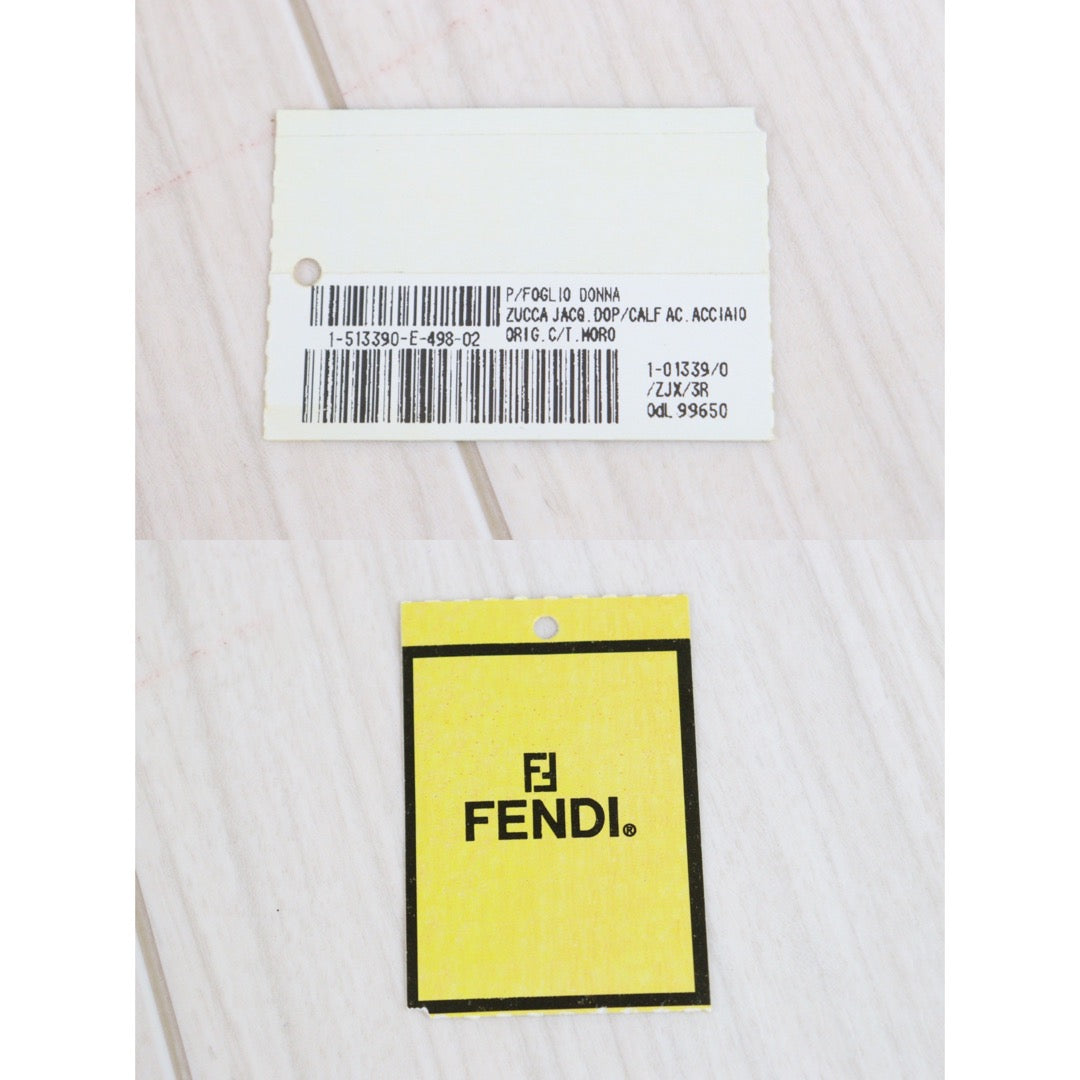 P/FOGLIO DONNA
ZUCCA JACQ.DOP/CALF AC.ACCIAIO
ORIG.C/T.MORO
1-513390-E-498-02
1-01339/0
/ZJX/3R
OdL 99650
FENDI®